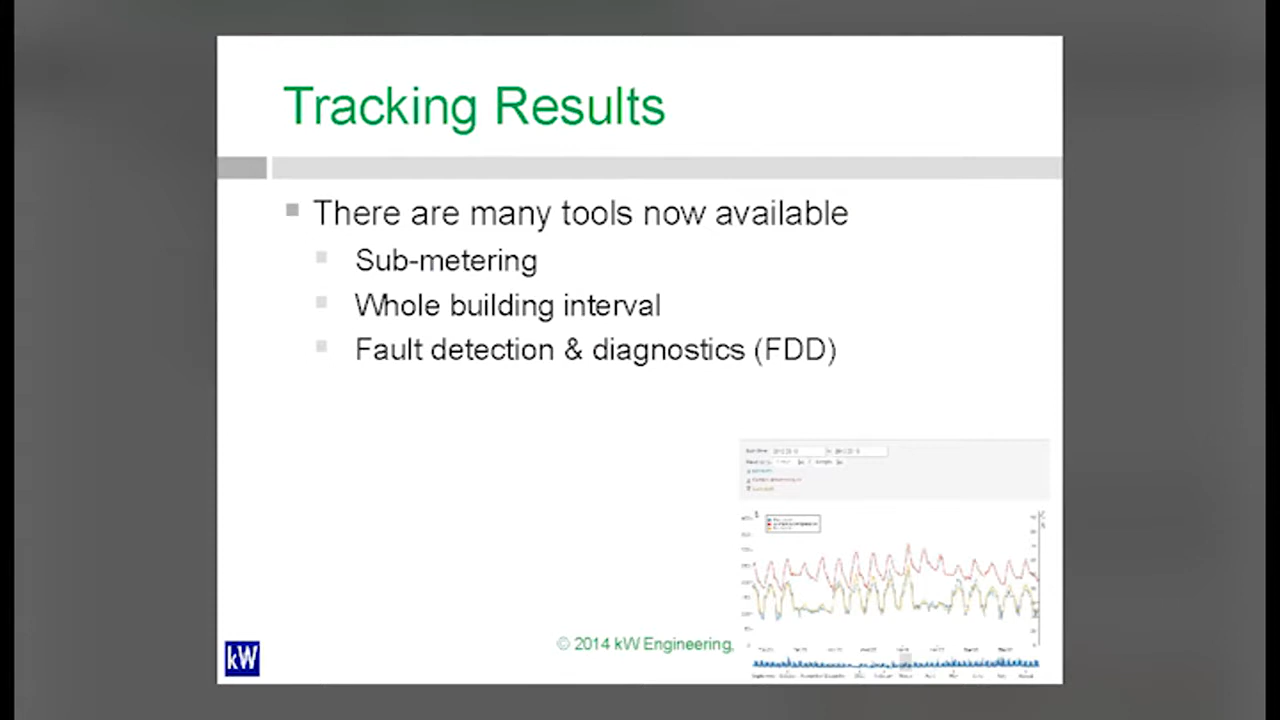 Tracking Results
There are many tools now available
Sub-metering
Whole building interval
Fault detection & diagnostics (FDD)
© 2014 kW Engineering,
kW